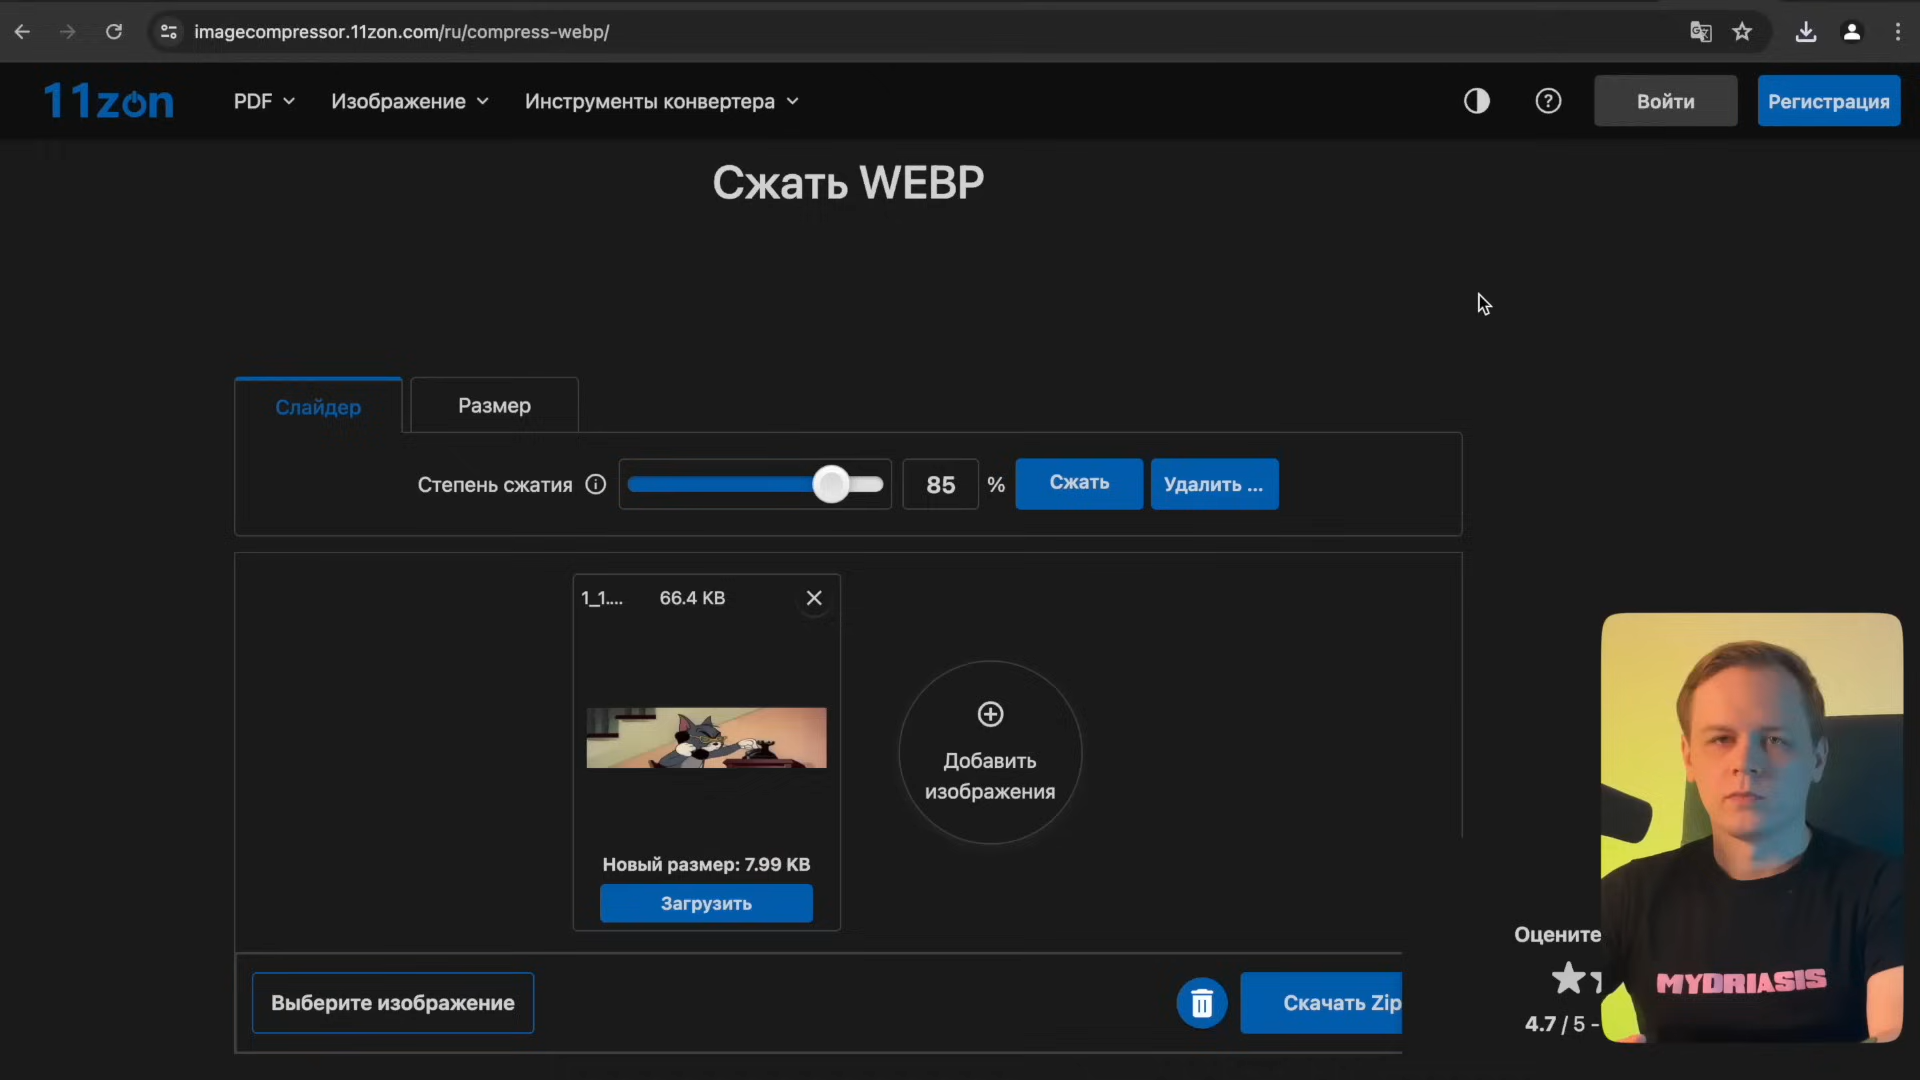 imagecompressor.11zon.com/ru/compress-webp/
11zon PDF Изображение Инструменты конвертера Войти Регистрация
Сжать WEBP
Слайдер Размер
Степень сжатия 85 % Сжать Удалить ...
1_1.... 66.4 KB
Добавить
изображения
Новый размер: 7.99 KB
Загрузить
Оцените
Выберите изображение Скачать Zip
MYDRIASIS
4.7 / 5 -